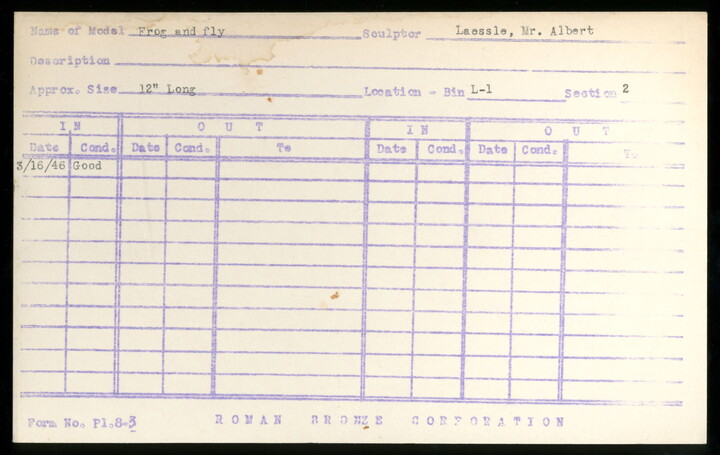 Name of Model Frog and fly Sculptor Laessle, Mr. Albert
Description
Approx. Size 12" Long Location - Bin L-1 Section 2
IN OUT IN OUT
Date Cond. Date Cond. To Date Cond. Date Cond. To
3/16/46 Good
Form No. Pl.8-3 ROMAN BRONZE CORPORATION